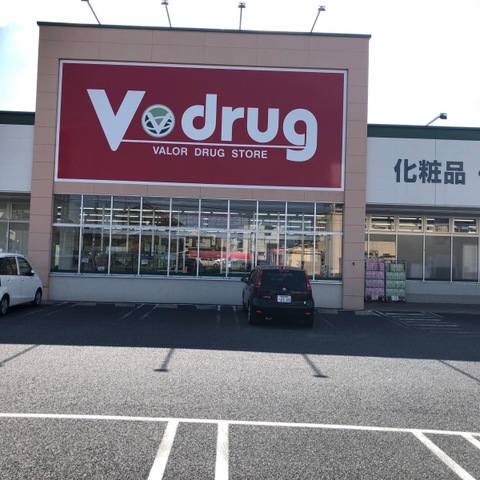 V drug
VALOR DRUG STORE
化粧品・